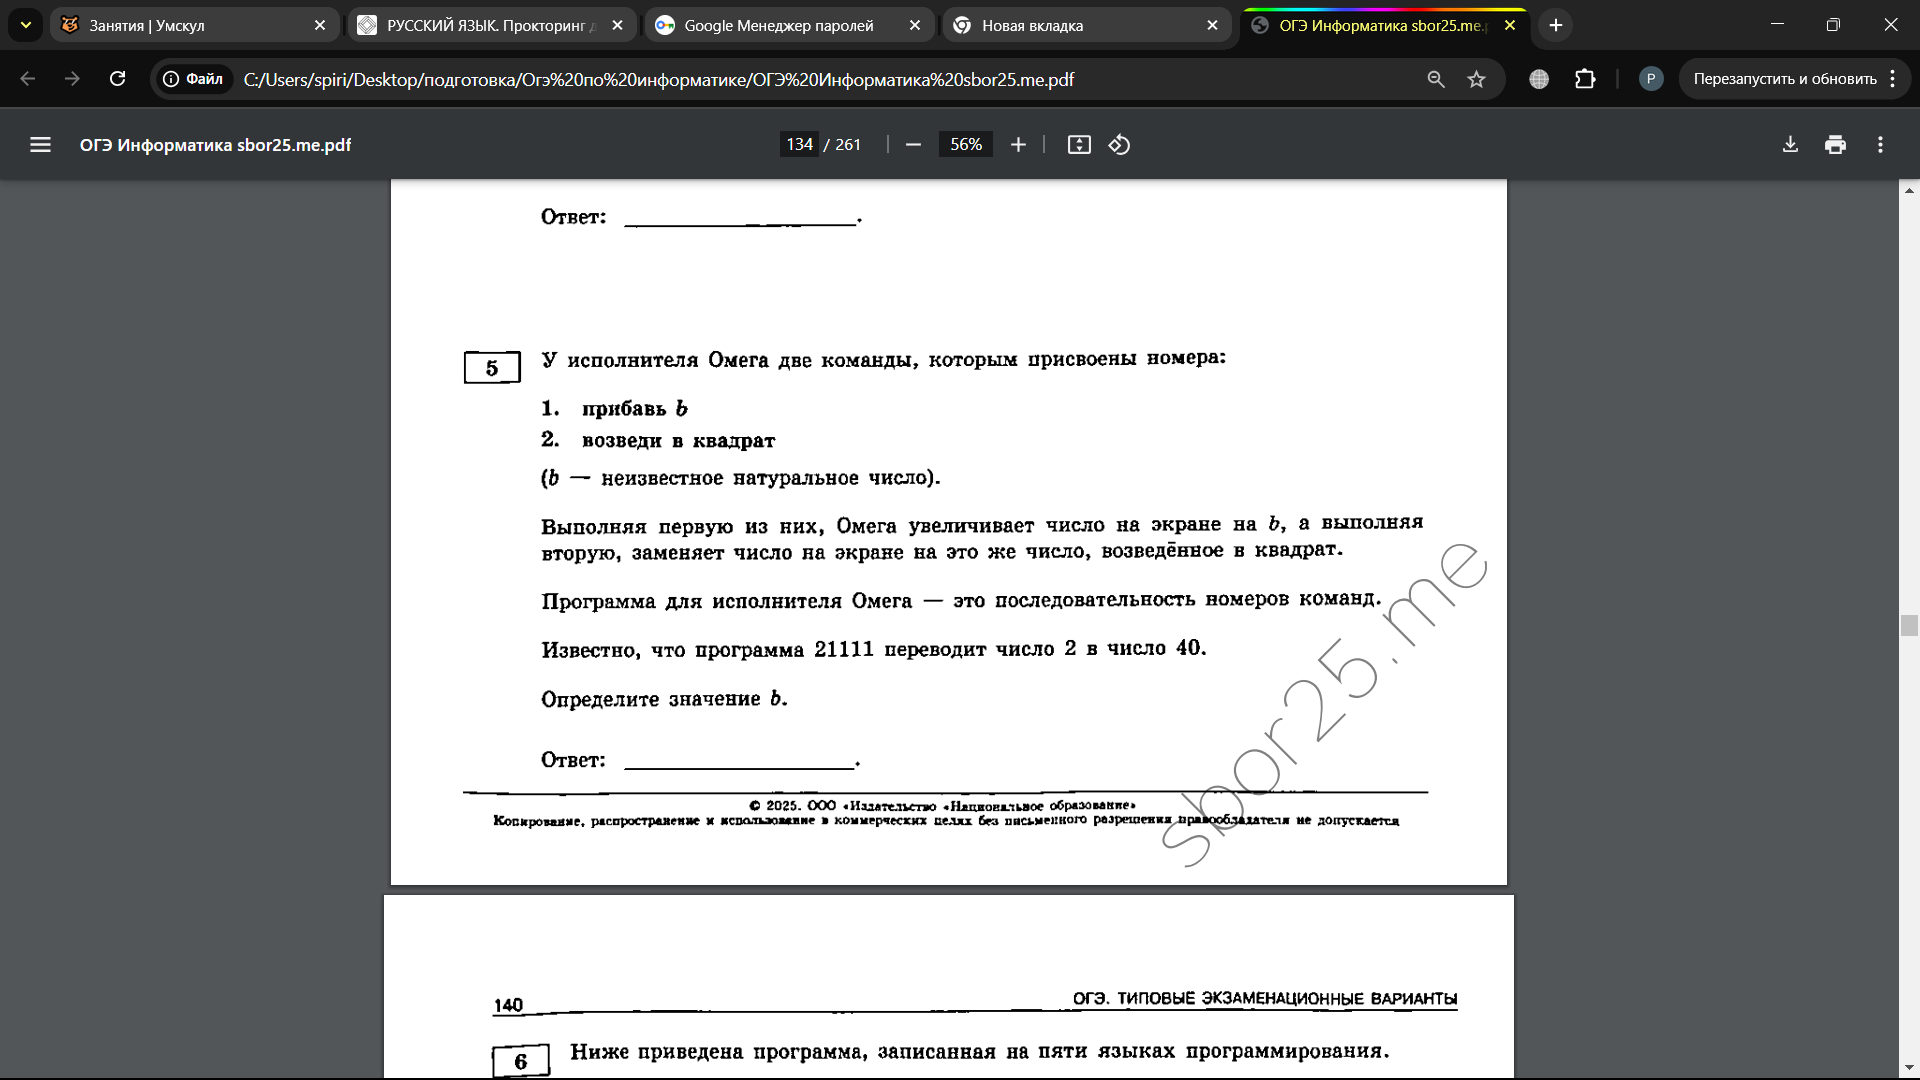 Занятия | Умскул
РУССКИЙ ЯЗЫК. Прокторинг д
Google Менеджер паролей
Новая вкладка
ОГЭ Информатика sbor25.me.p
Файл
C:/Users/spiri/Desktop/подготовка/Огэ%20по%20информатике/ОГЭ%20Информатика%20sbor25.me.pdf
P
Перезапустить и обновить
ОГЭ Информатика sbor25.me.pdf
134 / 261
56%
Ответ: .
5
У исполнителя Омега две команды, которым присвоены номера:
1. прибавь b
2. возведи в квадрат
(b — неизвестное натуральное число).
Выполняя первую из них, Омега увеличивает число на экране на b, а выполняя
вторую, заменяет число на экране на это же число, возведённое в квадрат.
Программа для исполнителя Омега — это последовательность номеров команд.
Известно, что программа 21111 переводит число 2 в число 40.
Определите значение b.
Ответ: .
sbor25.me
© 2025. ООО «Издательство «Национальное образование»
Копирование, распространение и использование в коммерческих целях без письменного разрешения правообладателя не допускается
140
ОГЭ. ТИПОВЫЕ ЭКЗАМЕНАЦИОННЫЕ ВАРИАНТЫ
6
Ниже приведена программа, записанная на пяти языках программирования.